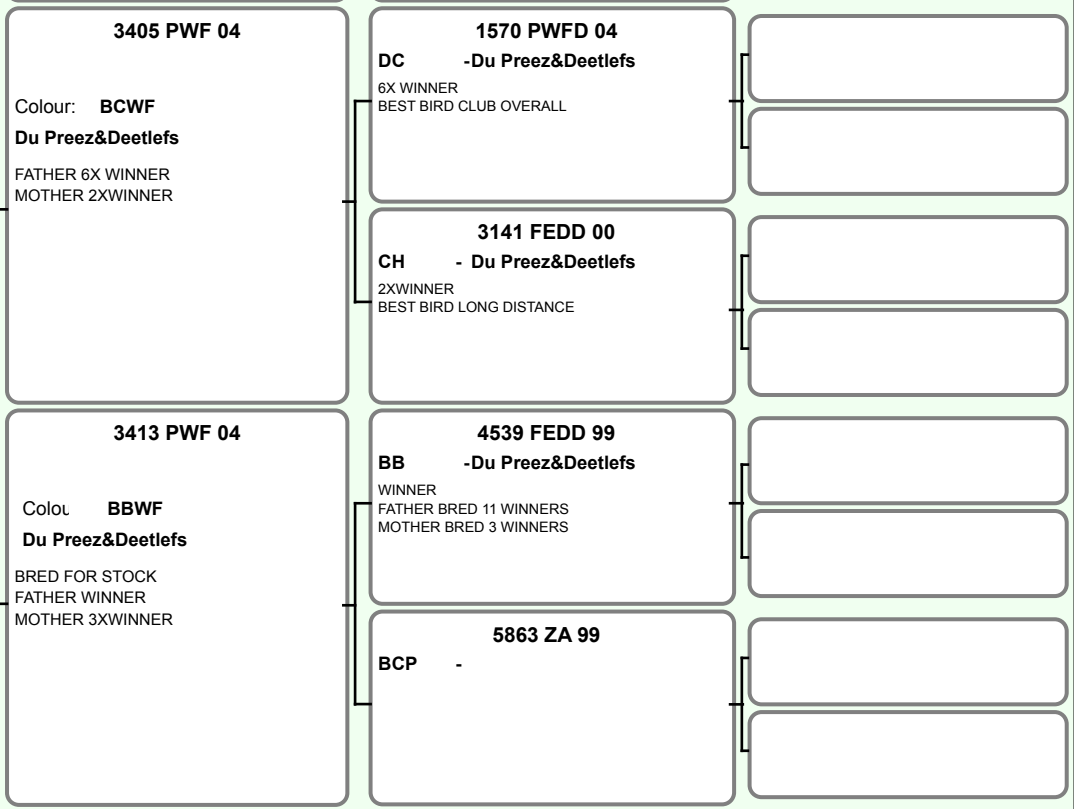 3405 PWF 04
Colour: BCWF
Du Preez&Deetlefs
FATHER 6X WINNER
MOTHER 2XWINNER
1570 PWFD 04
DC -Du Preez&Deetlefs
6X WINNER
BEST BIRD CLUB OVERALL
3141 FEDD 00
CH - Du Preez&Deetlefs
2XWINNER
BEST BIRD LONG DISTANCE
3413 PWF 04
Colou BBWF
Du Preez&Deetlefs
BRED FOR STOCK
FATHER WINNER
MOTHER 3XWINNER
4539 FEDD 99
BB -Du Preez&Deetlefs
WINNER
FATHER BRED 11 WINNERS
MOTHER BRED 3 WINNERS
5863 ZA 99
BCP -